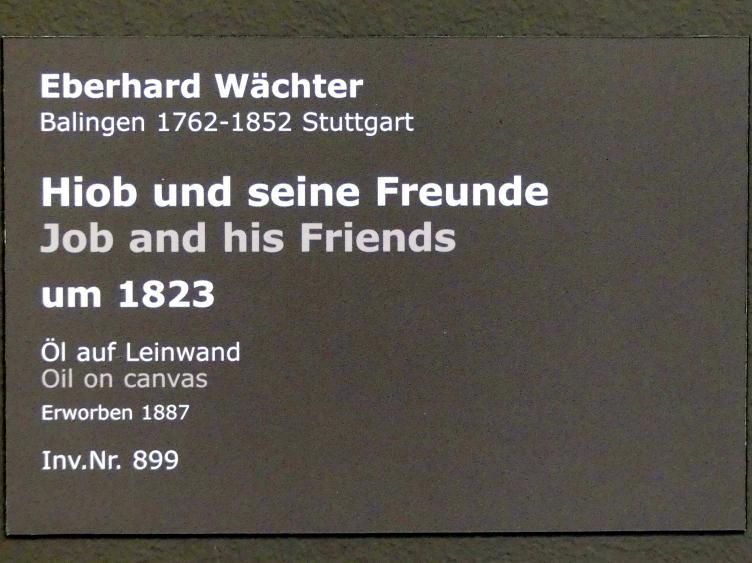 Eberhard Wächter
Balingen 1762-1852 Stuttgart
Hiob und seine Freunde
Job and his Friends
um 1823
Öl auf Leinwand
Oil on canvas
Erworben 1887
Inv.Nr. 899